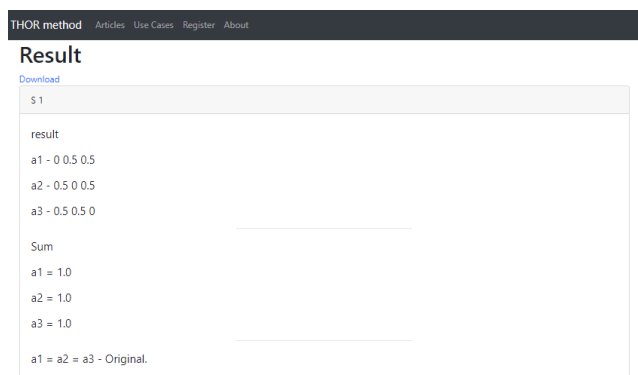 THOR method Articles Use Cases Register About
Result
Download
S 1
result
a1 - 0 0.5 0.5
a2 - 0.5 0 0.5
a3 - 0.5 0.5 0
Sum
a1 = 1.0
a2 = 1.0
a3 = 1.0
a1 = a2 = a3 - Original.